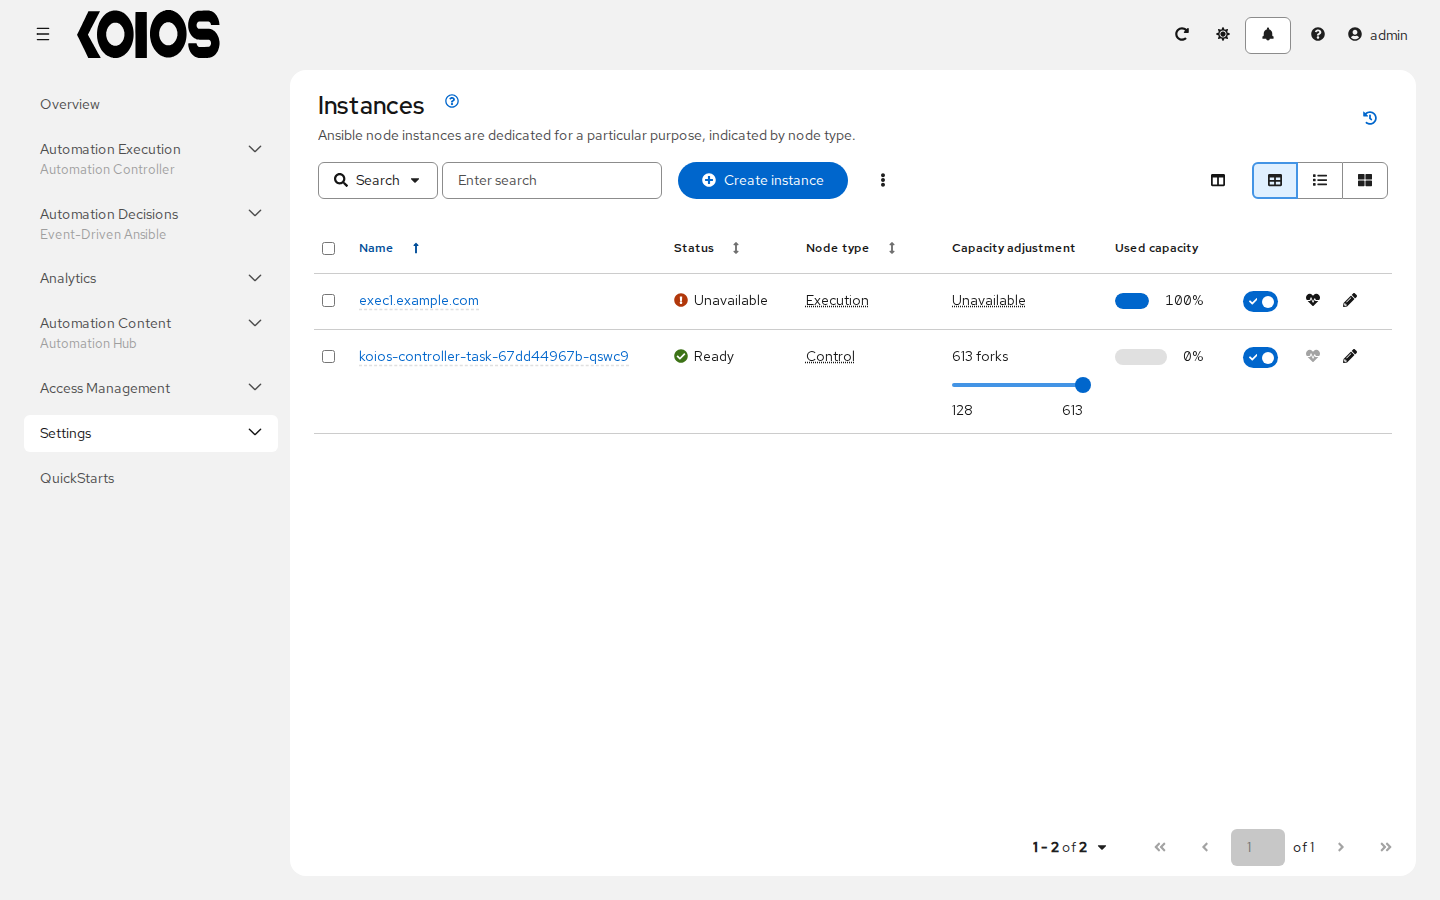 KOIOS
admin
Overview
Automation Execution
Automation Controller
Automation Decisions
Event-Driven Ansible
Analytics
Automation Content
Automation Hub
Access Management
Settings
QuickStarts
Instances
Ansible node instances are dedicated for a particular purpose, indicated by node type.
Search
Enter search
Create instance
Name Status Node type Capacity adjustment Used capacity
exec1.example.com Unavailable Execution Unavailable 100%
koios-controller-task-67dd44967b-qswc9 Ready Control 613 forks 0%
128 613
1 - 2 of 2 1 of 1